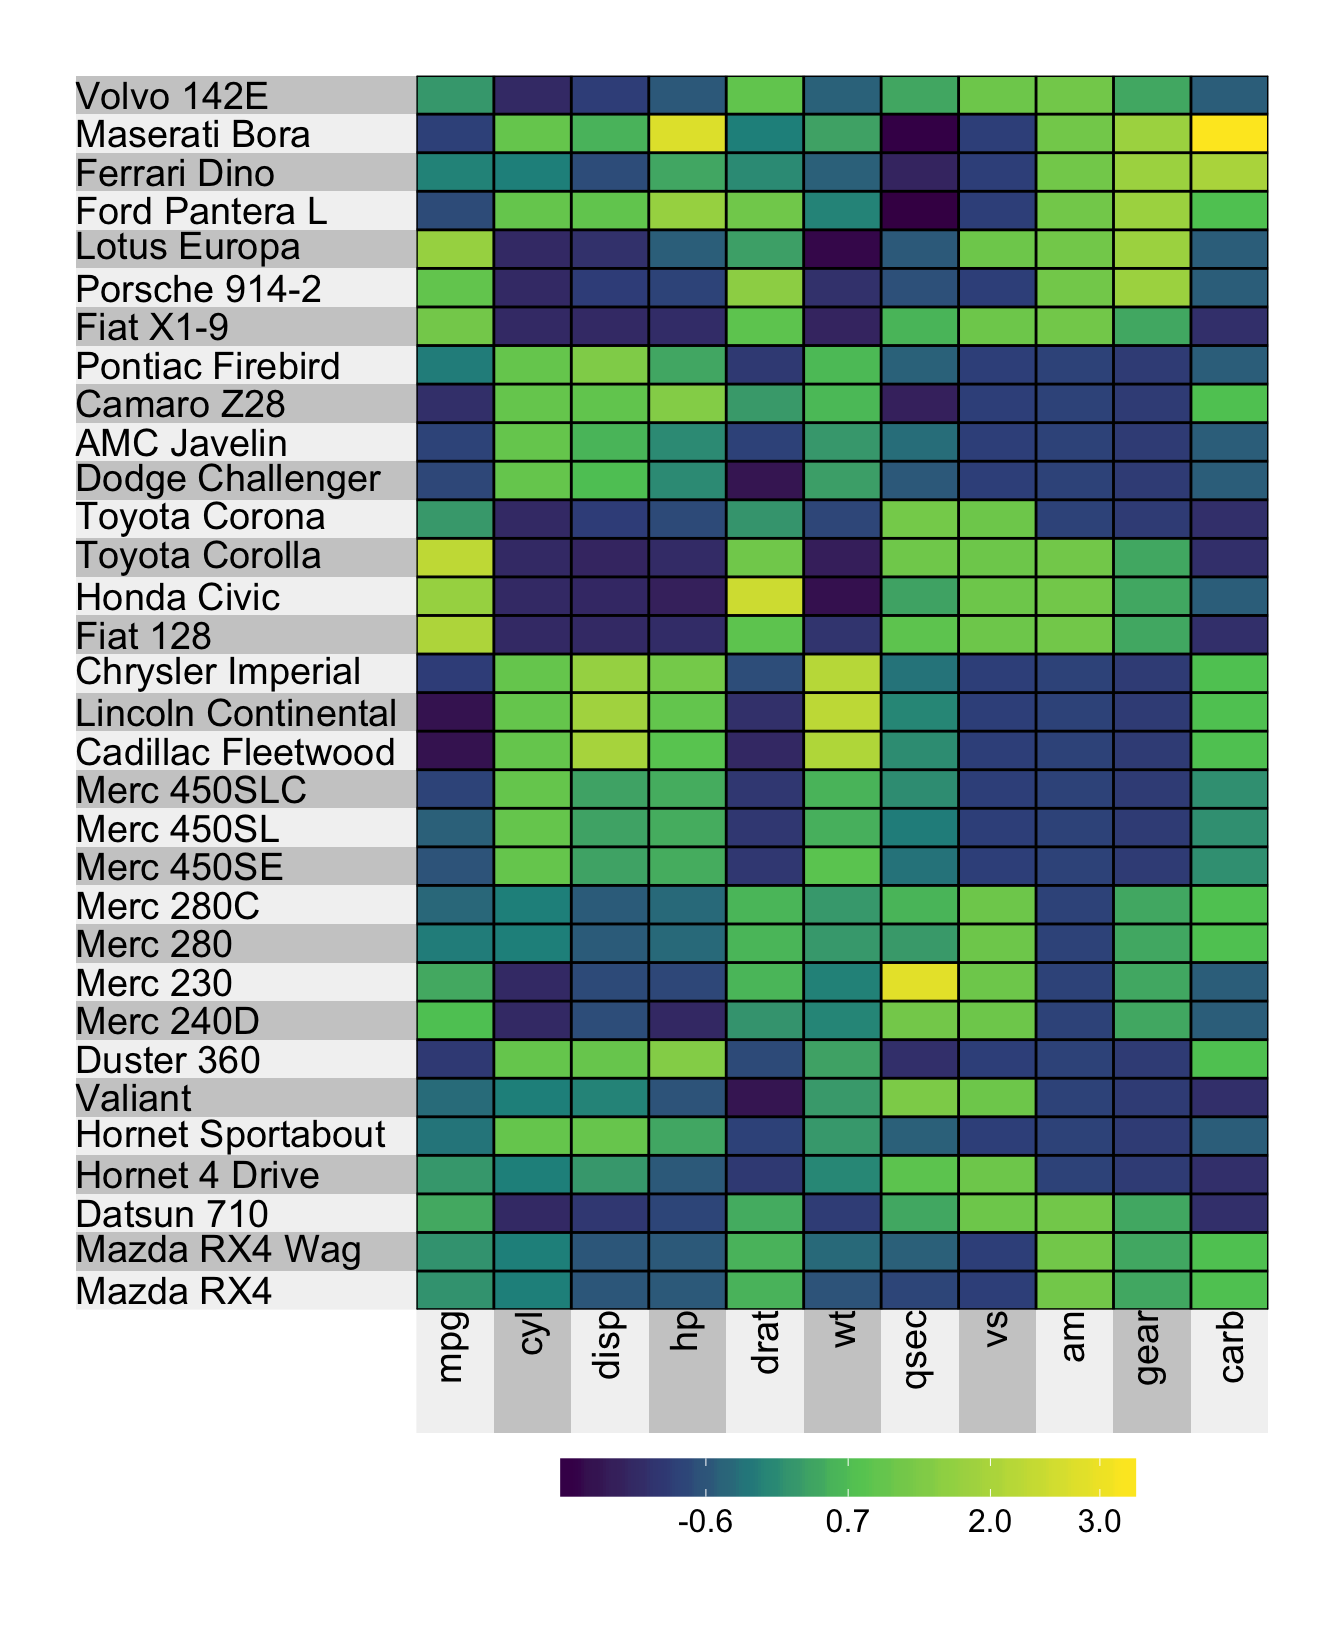 Volvo 142E
Maserati Bora
Ferrari Dino
Ford Pantera L
Lotus Europa
Porsche 914-2
Fiat X1-9
Pontiac Firebird
Camaro Z28
AMC Javelin
Dodge Challenger
Toyota Corona
Toyota Corolla
Honda Civic
Fiat 128
Chrysler Imperial
Lincoln Continental
Cadillac Fleetwood
Merc 450SLC
Merc 450SL
Merc 450SE
Merc 280C
Merc 280
Merc 230
Merc 240D
Duster 360
Valiant
Hornet Sportabout
Hornet 4 Drive
Datsun 710
Mazda RX4 Wag
Mazda RX4
mpg
cyl
disp
hp
drat
wt
qsec
vs
am
gear
carb
-0.6 0.7 2.0 3.0